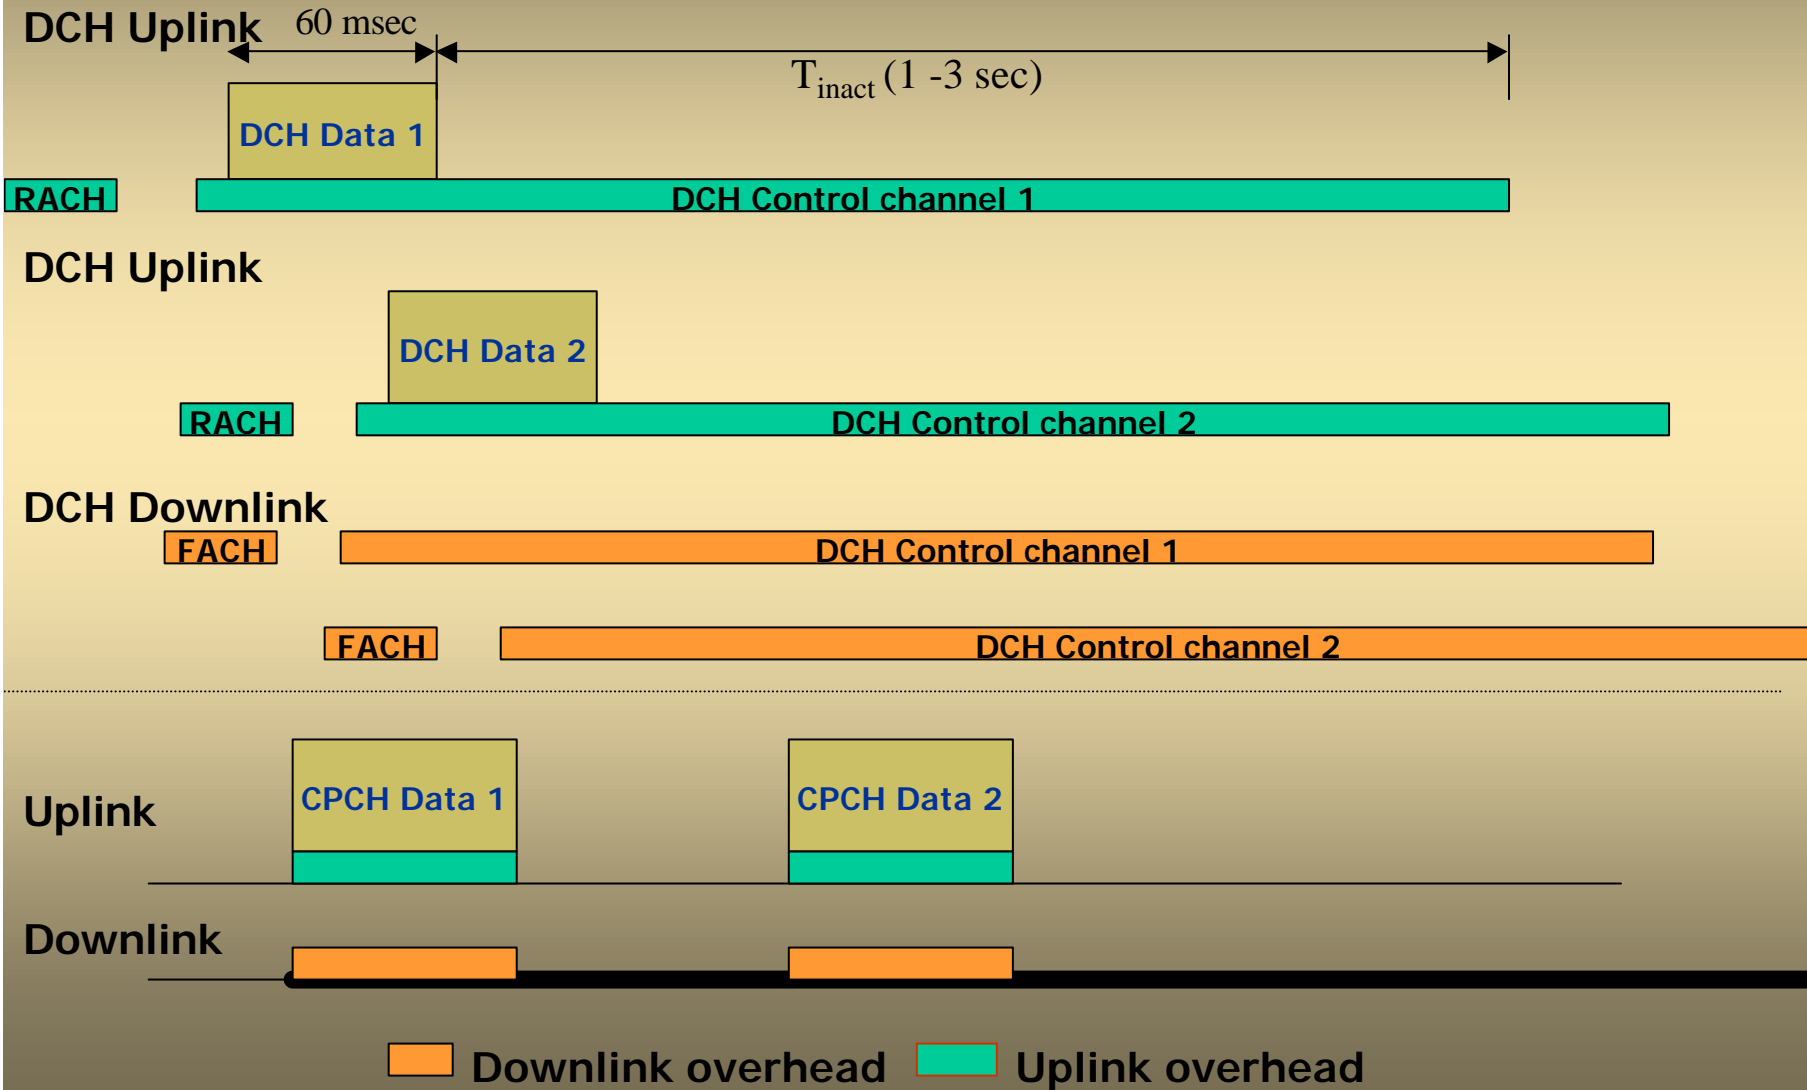 DCH Uplink
60 msec
Tinact (1 -3 sec)
DCH Data 1
RACH
DCH Control channel 1
DCH Uplink
DCH Data 2
RACH
DCH Control channel 2
DCH Downlink
FACH
DCH Control channel 1
FACH
DCH Control channel 2
CPCH Data 1
CPCH Data 2
Uplink
Downlink
Downlink overhead
Uplink overhead